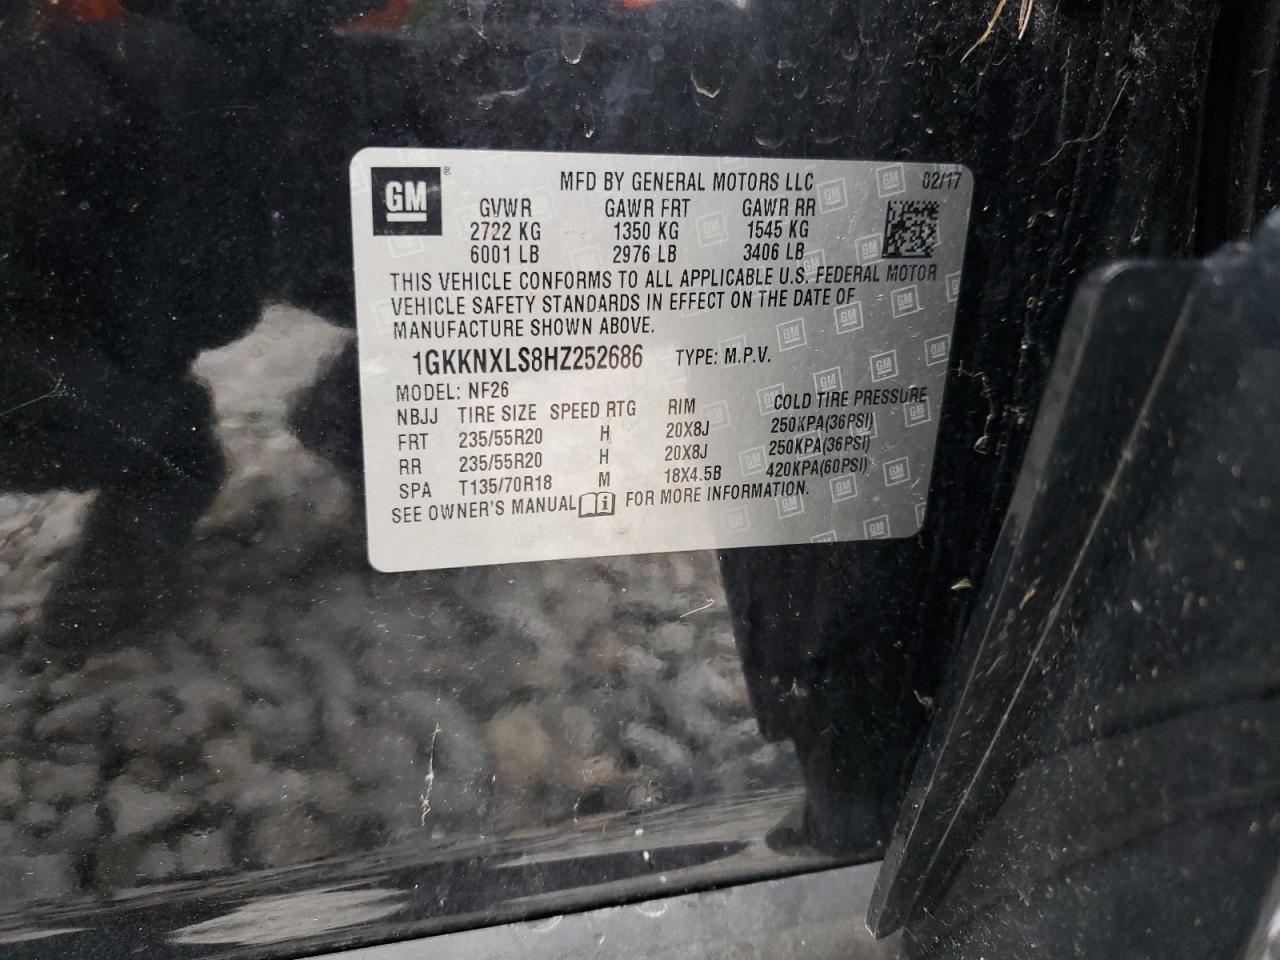 GM ® MFD BY GENERAL MOTORS LLC 02/17
GVWR GAWR FRT GAWR RR
2722 KG 1350 KG 1545 KG
6001 LB 2976 LB 3406 LB
THIS VEHICLE CONFORMS TO ALL APPLICABLE U.S. FEDERAL MOTOR
VEHICLE SAFETY STANDARDS IN EFFECT ON THE DATE OF
MANUFACTURE SHOWN ABOVE.
1GKKNXLS8HZ252686 TYPE: M.P.V.
MODEL: NF26
NBJJ TIRE SIZE SPEED RTG RIM COLD TIRE PRESSURE
FRT 235/55R20 H 20X8J 250KPA(36PSI)
RR 235/55R20 H 20X8J 250KPA(36PSI)
SPA T135/70R18 M 18X4.5B 420KPA(60PSI)
SEE OWNER'S MANUAL i FOR MORE INFORMATION.